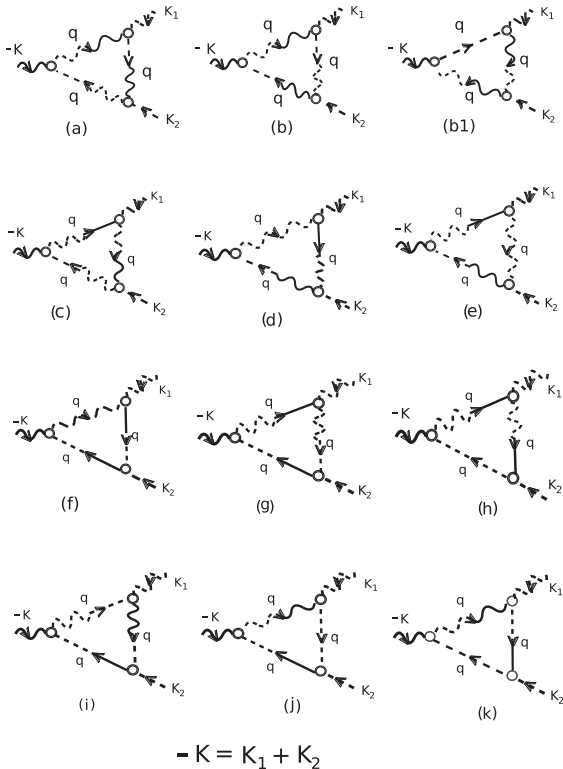 K1
-K q q q K2
(a)
K1
-K q q q K2
(b)
K1
-K q q q K2
(b1)
K1
-K q q q K2
(c)
K1
-K q q q K2
(d)
K1
-K q q q K2
(e)
K1
-K q q q K2
(f)
K1
-K q q q K2
(g)
K1
-K q q q K2
(h)
K1
-K q q q K2
(i)
K1
-K q q q K2
(j)
K1
-K q q q K2
(k)
-K = K1 + K2